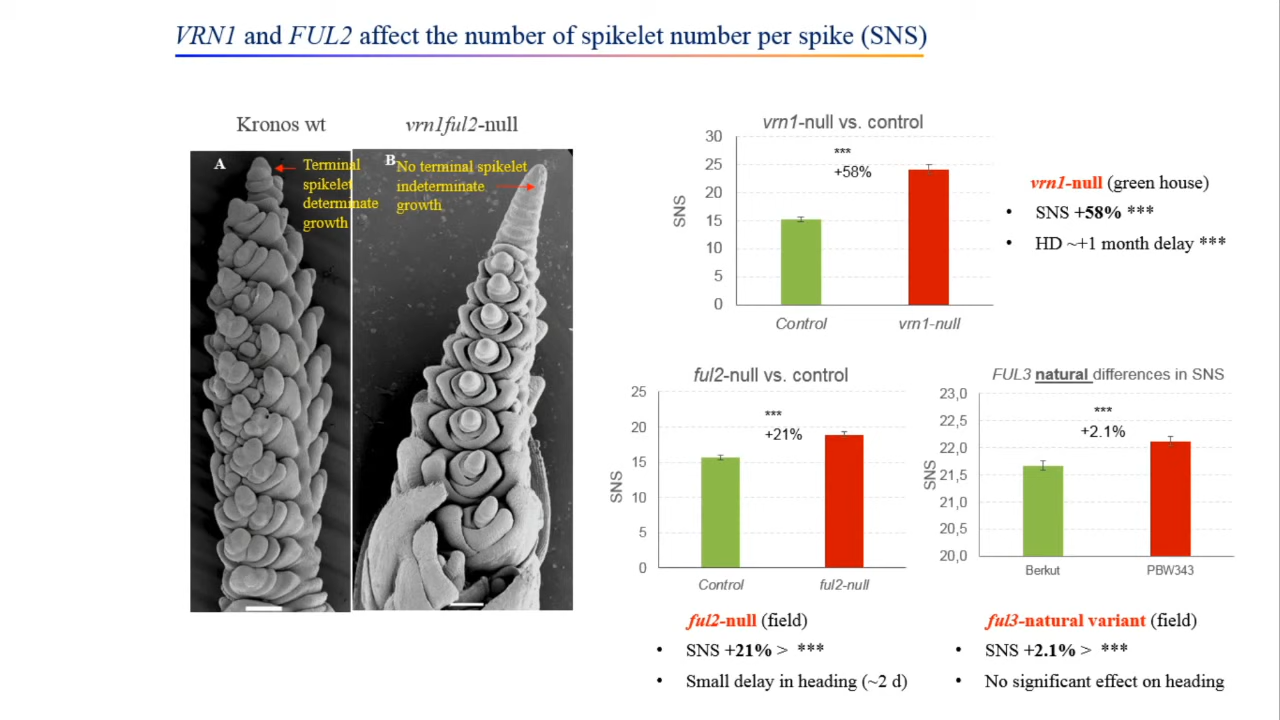 VRN1 and FUL2 affect the number of spikelet number per spike (SNS)
Kronos wt
vrn1ful2-null
A
Terminal
spikelet
determinate
growth
B
No terminal spikelet
indeterminate
growth
vrn1-null vs. control
30
25
20
15
10
5
0
SNS
***
+58%
Control
vrn1-null
vrn1-null (green house)
• SNS +58% ***
• HD ~+1 month delay ***
ful2-null vs. control
25
20
15
10
5
0
SNS
***
+21%
Control
ful2-null
FUL3 natural differences in SNS
23,0
22,5
22,0
21,5
21,0
20,5
20,0
SNS
***
+2.1%
Berkut
PBW343
ful2-null (field)
• SNS +21% > ***
• Small delay in heading (~2 d)
ful3-natural variant (field)
• SNS +2.1% > ***
• No significant effect on heading